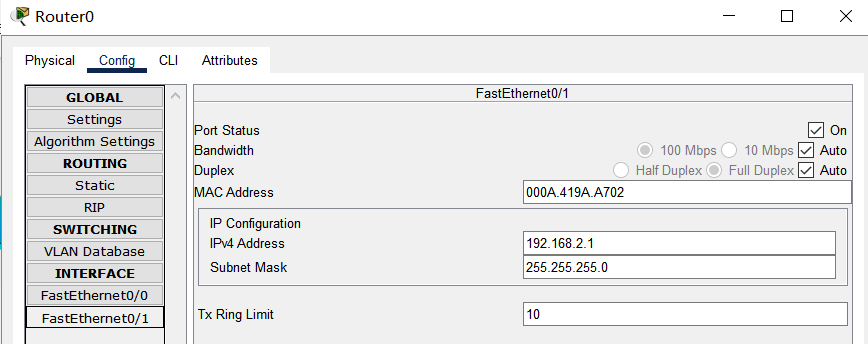 Router0
Physical Config CLI Attributes
GLOBAL
Settings
Algorithm Settings
ROUTING
Static
RIP
SWITCHING
VLAN Database
INTERFACE
FastEthernet0/0
FastEthernet0/1
FastEthernet0/1
Port Status On
Bandwidth 100 Mbps 10 Mbps Auto
Duplex Half Duplex Full Duplex Auto
MAC Address 000A.419A.A702
IP Configuration
IPv4 Address 192.168.2.1
Subnet Mask 255.255.255.0
Tx Ring Limit 10